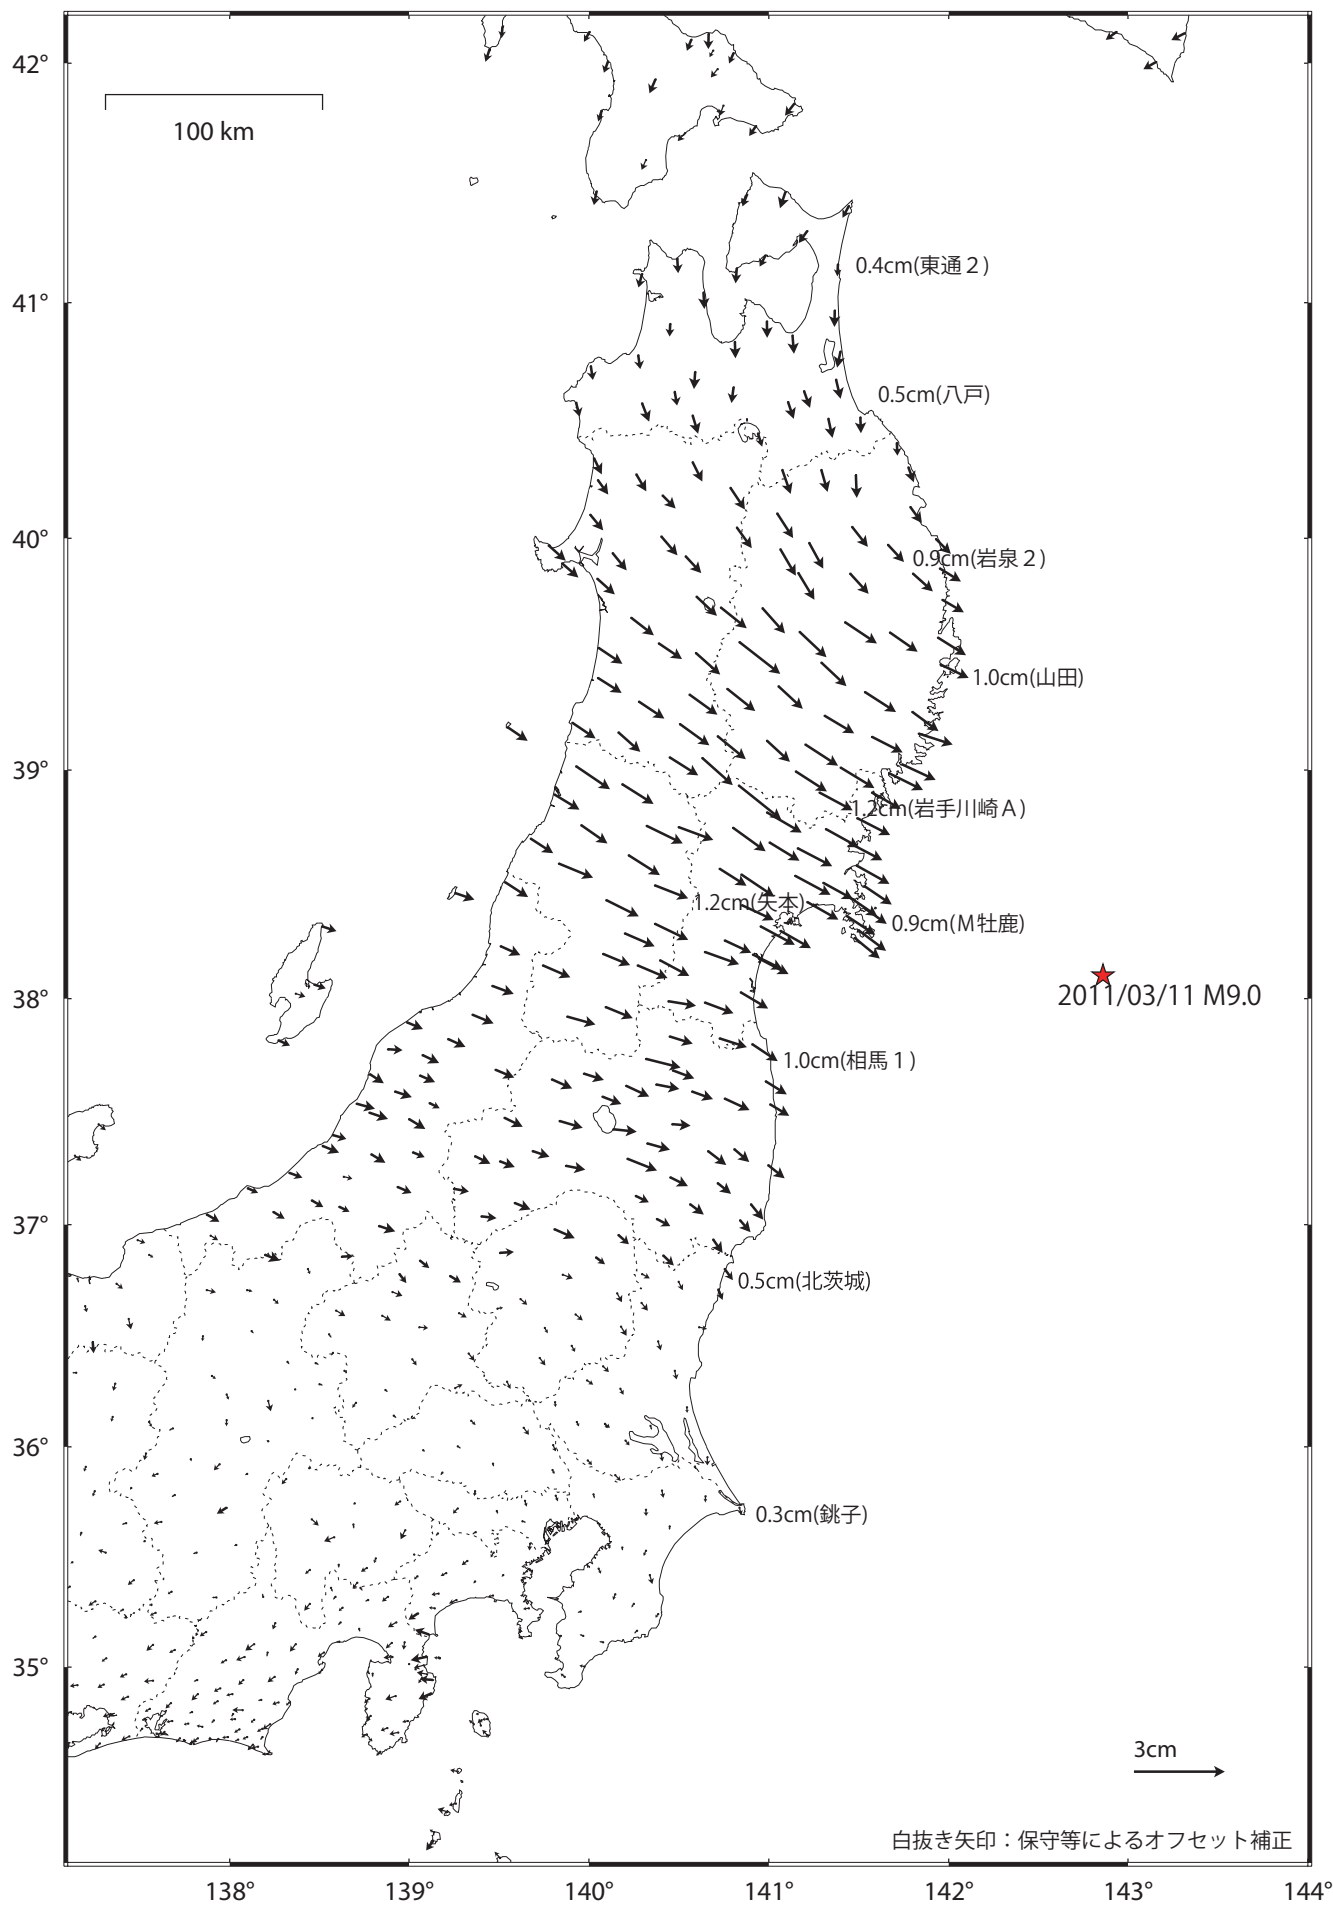 42°
100 km
0.4cm(東通２)
41°
0.5cm(八戸)
40°
0.9cm(岩泉２)
1.0cm(山田)
39°
1.2cm(岩手川崎Ａ)
1.2cm(矢本)
0.9cm(Ｍ牡鹿)
38°
2011/03/11 M9.0
1.0cm(相馬１)
37°
0.5cm(北茨城)
36°
0.3cm(銚子)
35°
3cm
白抜き矢印：保守等によるオフセット補正
138° 139° 140° 141° 142° 143° 144°